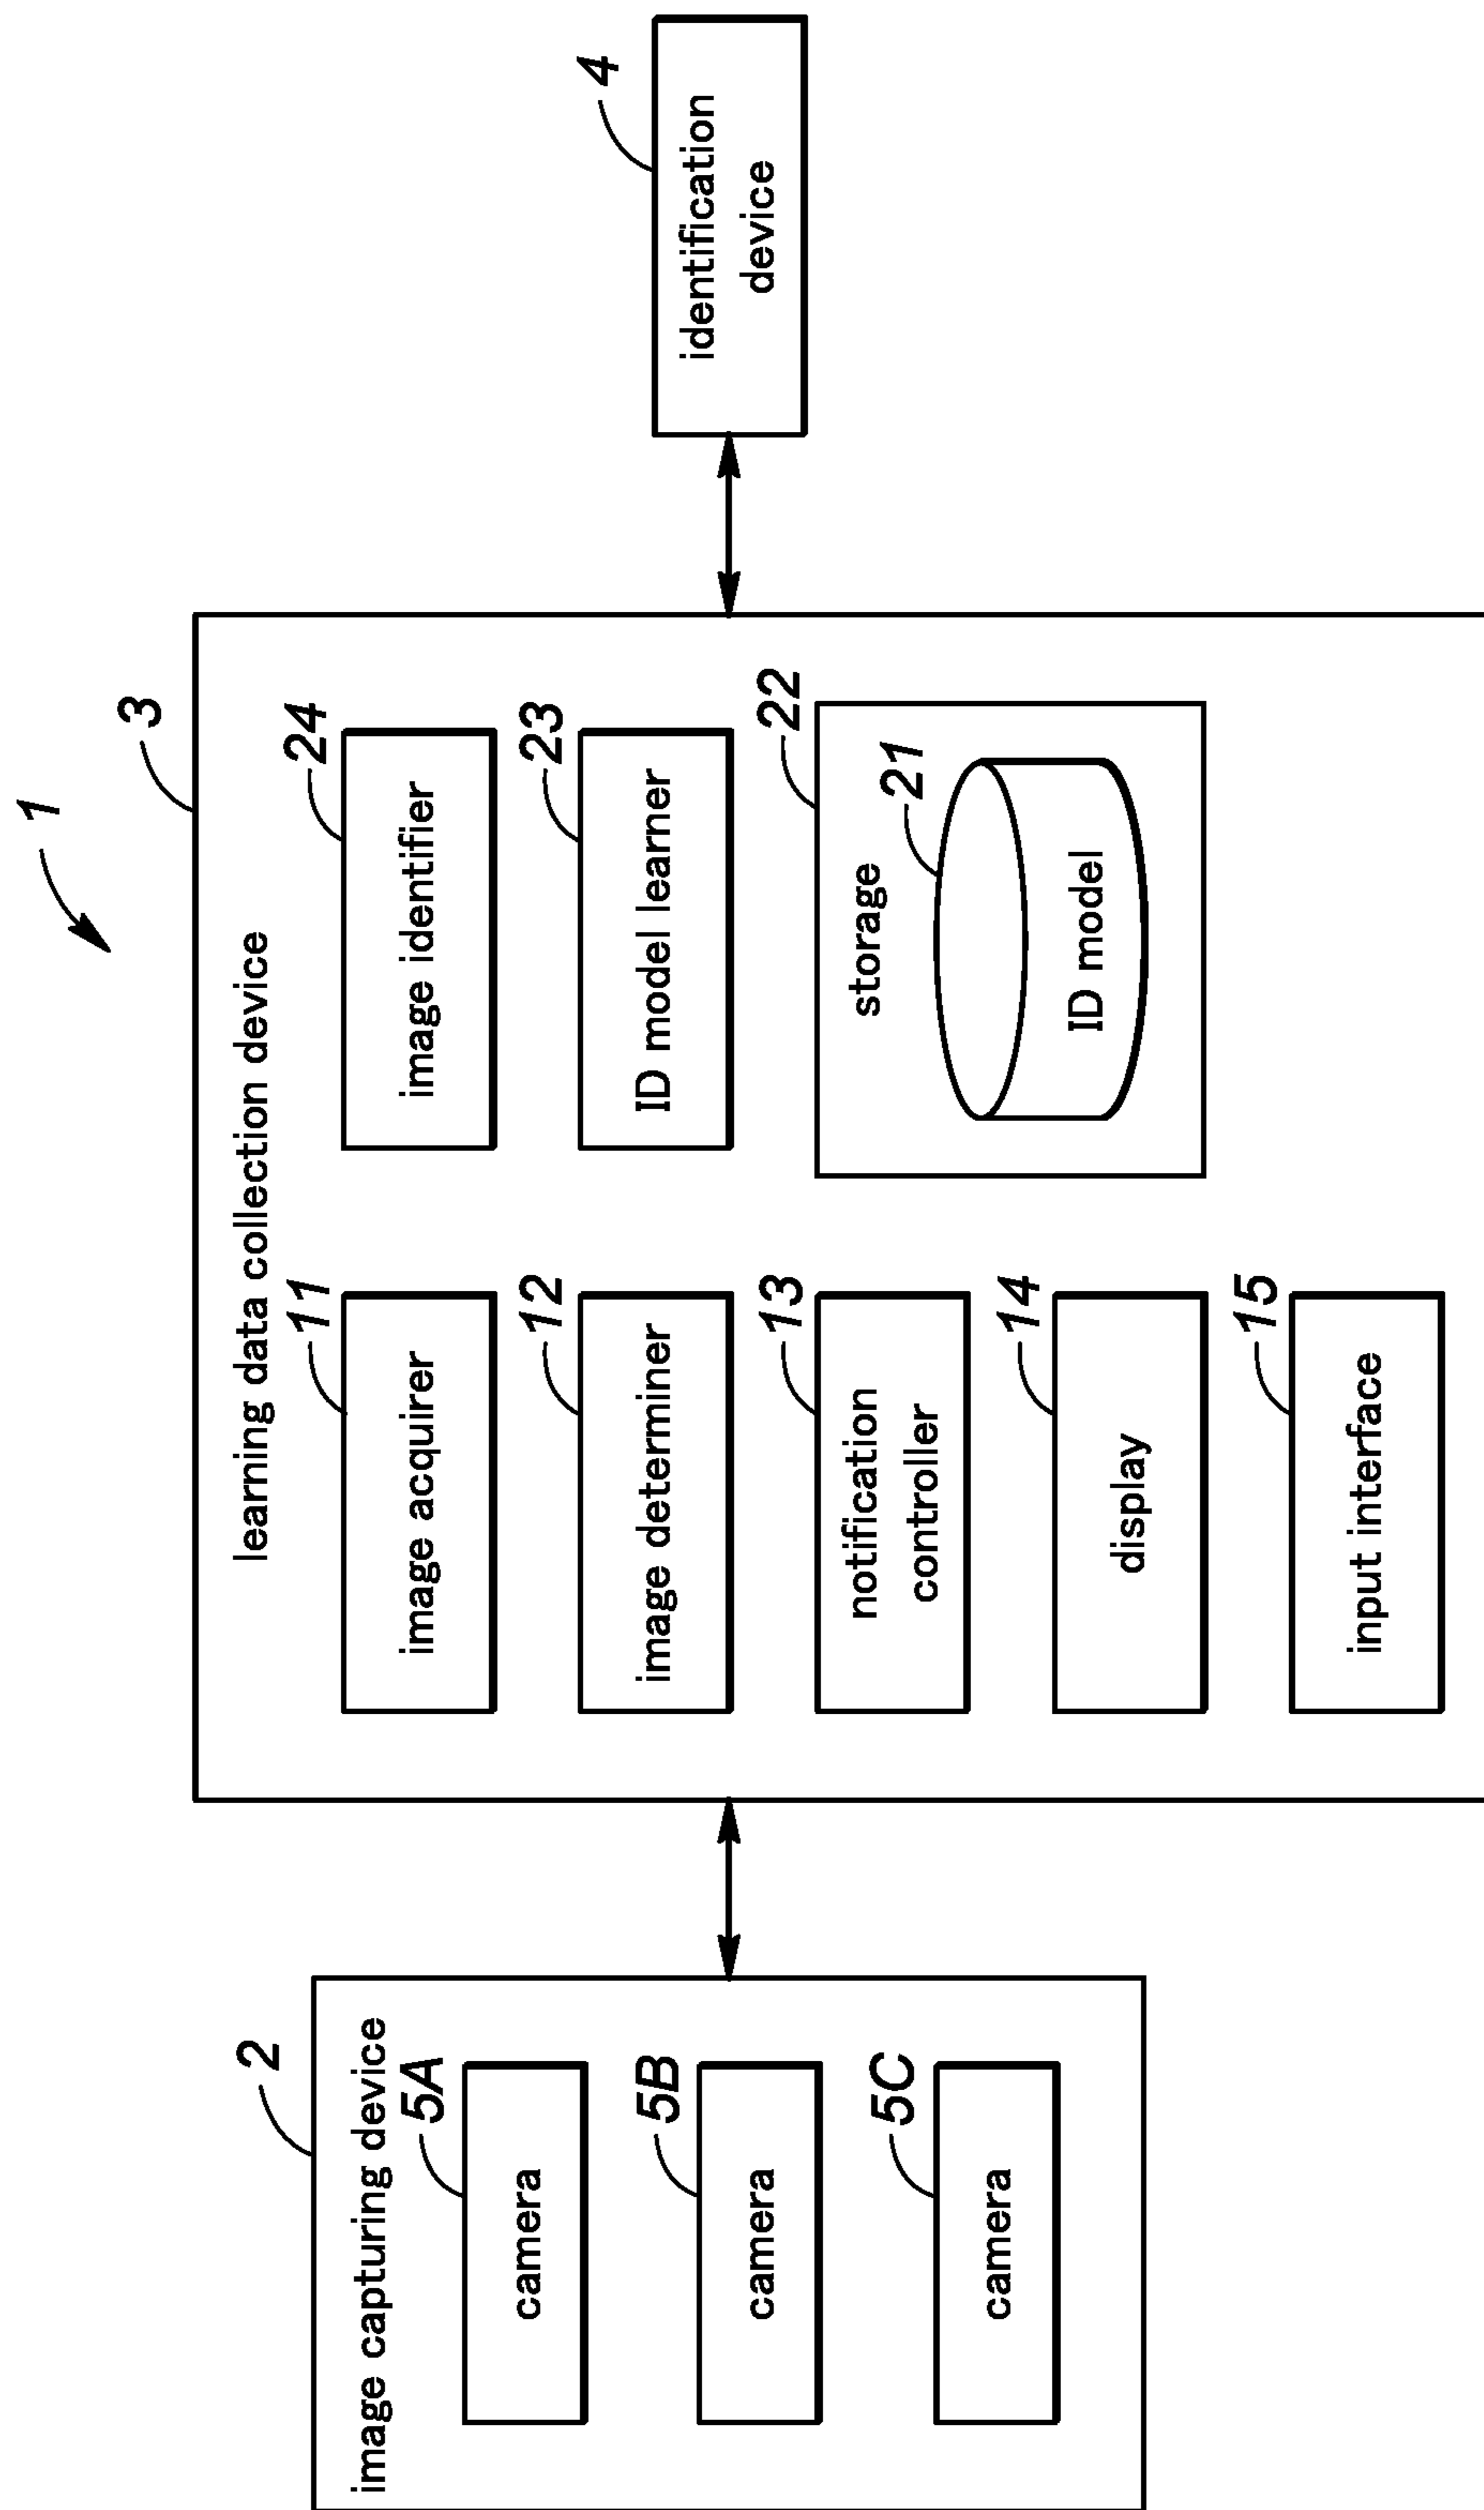 1
2
image capturing device
5A
camera
5B
camera
5C
camera
3
learning data collection device
11
image acquirer
12
image determiner
13
notification
controller
14
display
15
input interface
24
image identifier
23
ID model learner
22
storage
21
ID model
4
identification
device